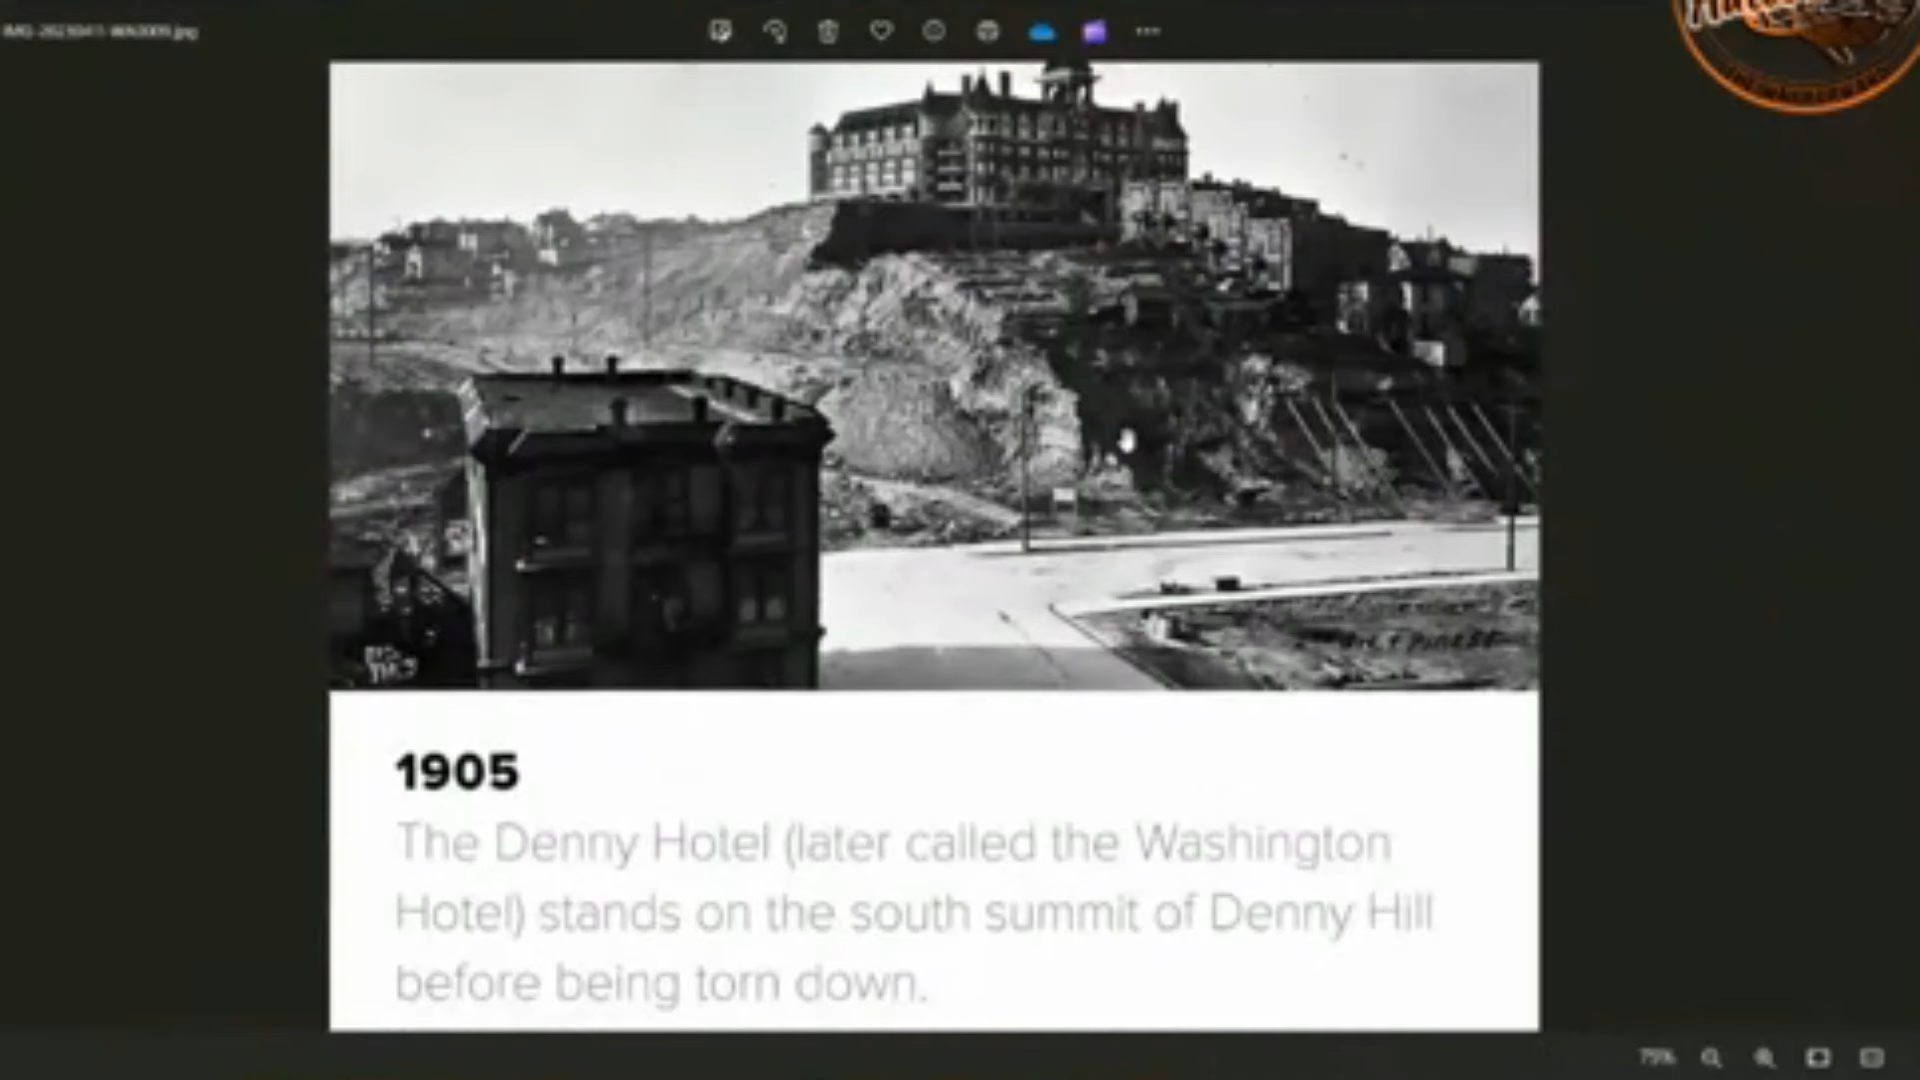 75%
1905
The Denny Hotel (later called the Washington
Hotel) stands on the south summit of Denny Hill
before being torn down.